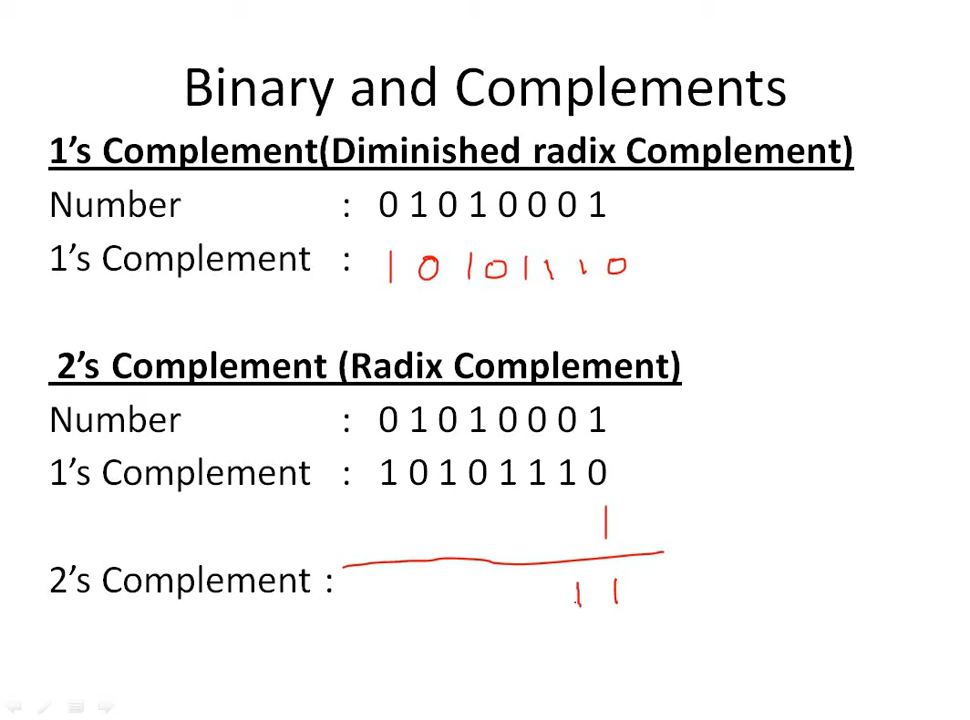 Binary and Complements
1's Complement(Diminished radix Complement)
Number : 0 1 0 1 0 0 0 1
1's Complement : 1 0 1 0 1 1 1 0
2's Complement (Radix Complement)
Number : 0 1 0 1 0 0 0 1
1's Complement : 1 0 1 0 1 1 1 0
1
2's Complement : 1 1